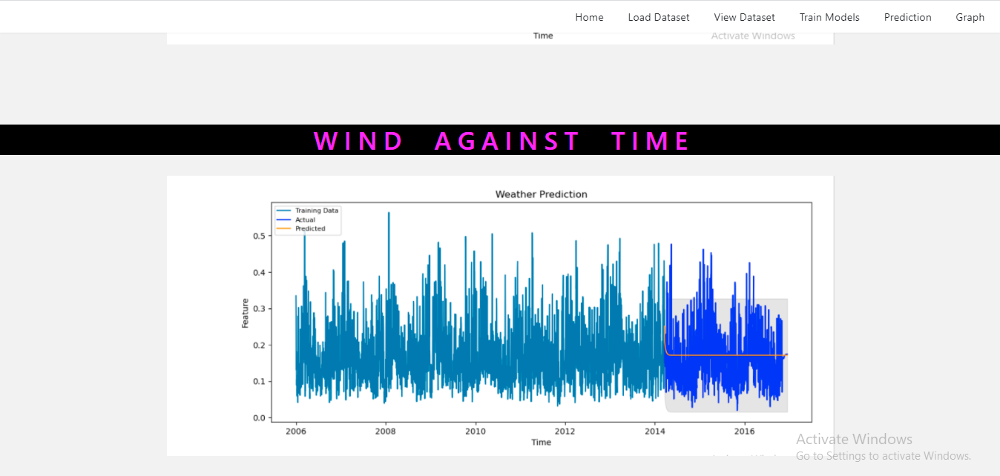 Home Load Dataset View Dataset Train Models Prediction Graph
Time
Activate Windows
WIND AGAINST TIME
Weather Prediction
Training Data
Actual
Predicted
Feature
0.5
0.4
0.3
0.2
0.1
0.0
2006 2008 2010 2012 2014 2016
Time
Activate Windows
Go to Settings to activate Windows.